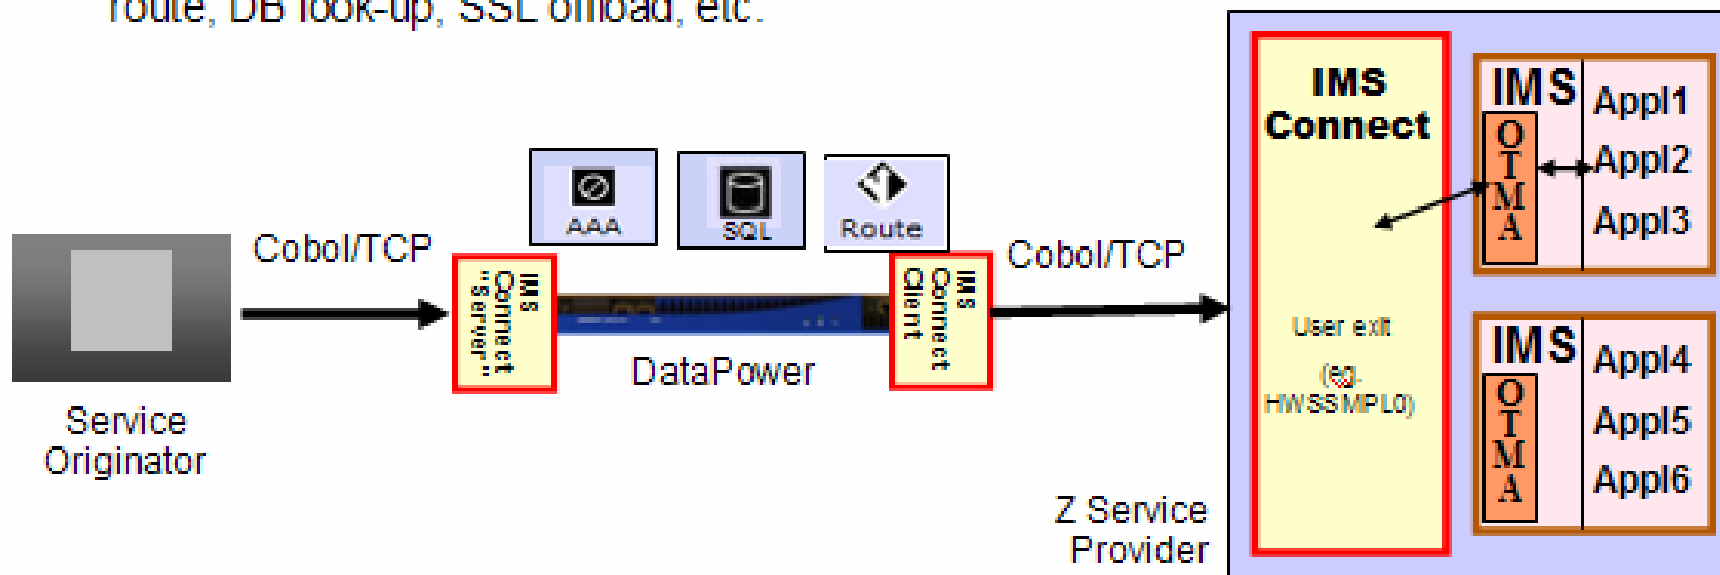 route, DB look-up, SSL offload, etc.
IMS
Connect
IMS
OTMA
Appl1
Appl2
Appl3
AAA
SQL
Route
Cobol/TCP
Cobol/TCP
IMS
Connect
"Server"
IMS
Connect
Client
DataPower
User exit
(eg.
HWSSMPL0)
IMS
OTMA
Appl4
Appl5
Appl6
Service
Originator
Z Service
Provider